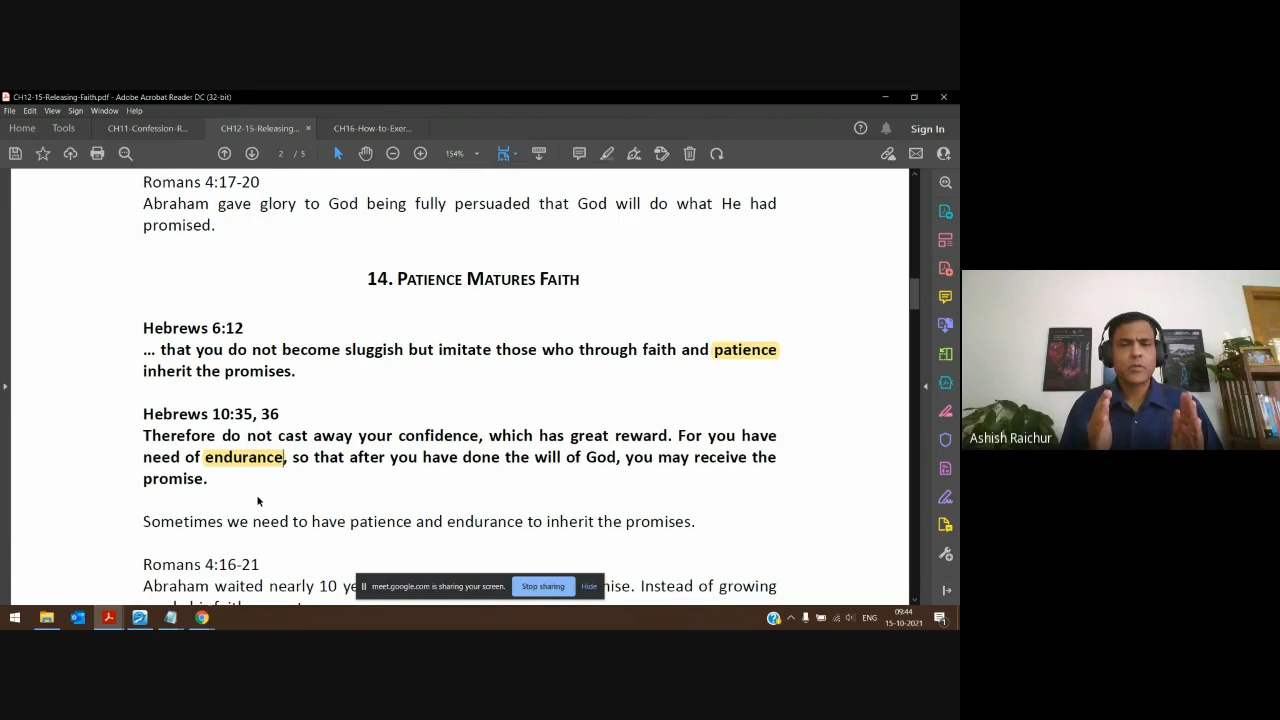 CH12-15-Releasing-Faith.pdf - Adobe Acrobat Reader DC (32-bit)
File Edit View Sign Window Help
Home Tools CH11-Confession-R... CH12-15-Releasing... × CH16-How-to-Exer... Sign In
2 / 5 154%
Romans 4:17-20
Abraham gave glory to God being fully persuaded that God will do what He had
promised.
14. PATIENCE MATURES FAITH
Hebrews 6:12
... that you do not become sluggish but imitate those who through faith and patience
inherit the promises.
Hebrews 10:35, 36
Therefore do not cast away your confidence, which has great reward. For you have
need of endurance, so that after you have done the will of God, you may receive the
promise.
Sometimes we need to have patience and endurance to inherit the promises.
Romans 4:16-21
Abraham waited nearly 10 ye mise. Instead of growing
meet.google.com is sharing your screen. Stop sharing Hide
ENG
09:44
15-10-2021
Ashish Raichur